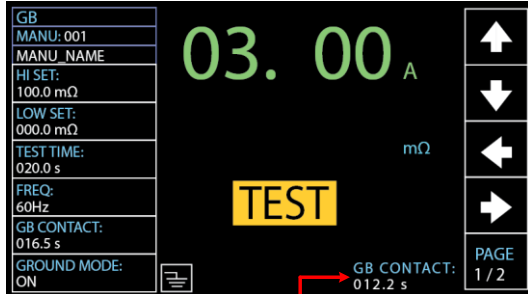 GB
MANU: 001
MANU_NAME
HI SET:
100.0 mΩ
LOW SET:
000.0 mΩ
TEST TIME:
020.0 s
FREQ:
60Hz
GB CONTACT:
016.5 s
GROUND MODE:
ON
03. 00 A
mΩ
TEST
GB CONTACT:
012.2 s
PAGE
1/2